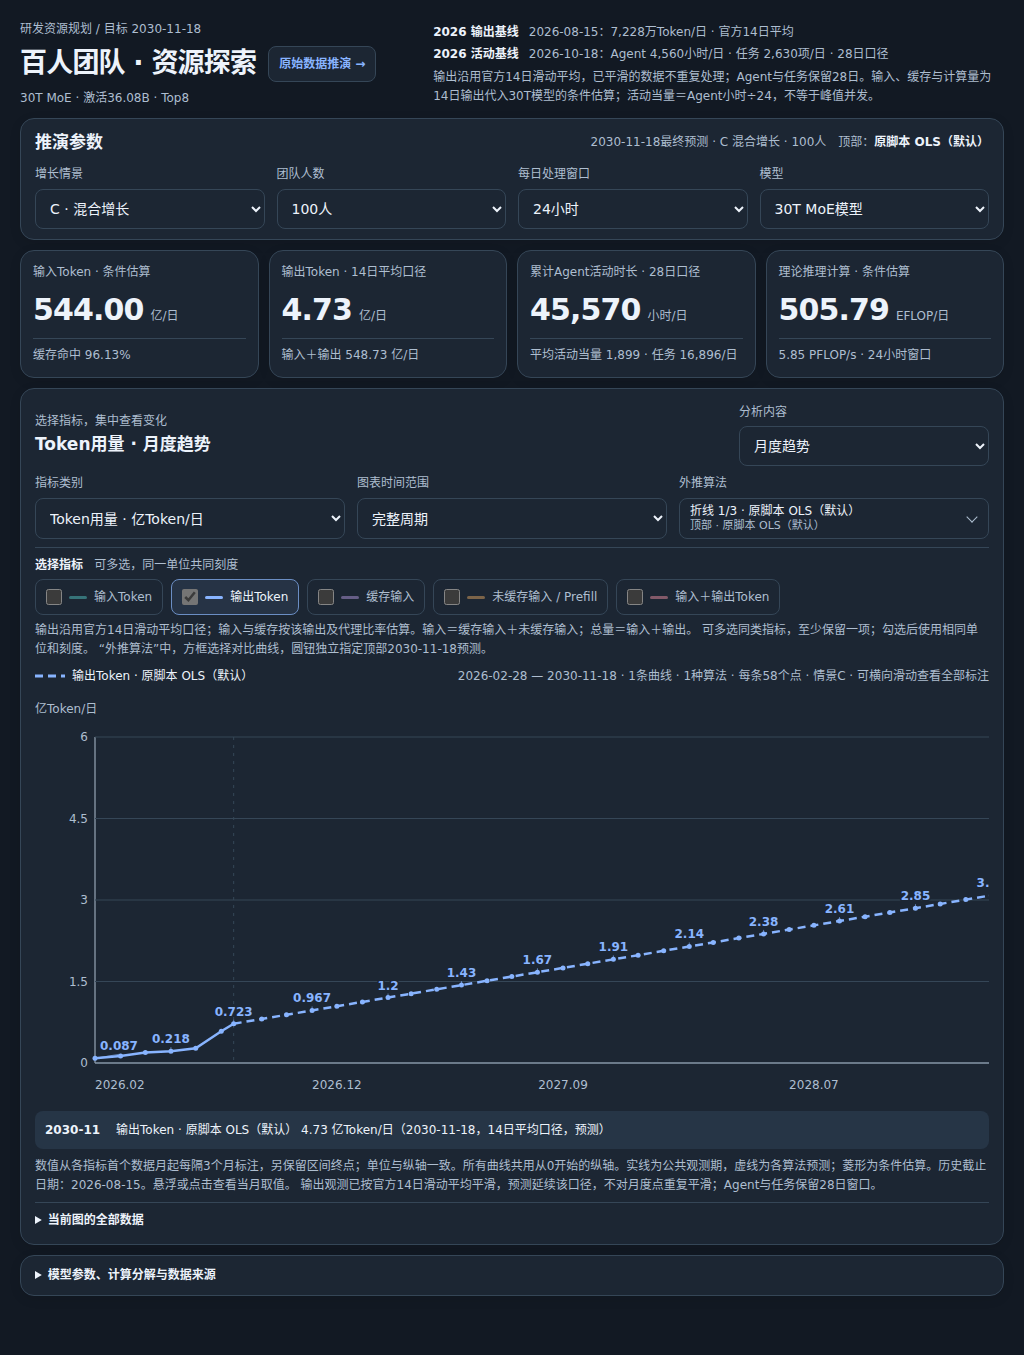 研发资源规划 / 目标 2030-11-18
百人团队 · 资源探索
原始数据推演 →
30T MoE · 激活36.08B · Top8
2026 输出基线 2026-08-15：7,228万Token/日 · 官方14日平均
2026 活动基线 2026-10-18：Agent 4,560小时/日 · 任务 2,630项/日 · 28日口径
输出沿用官方14日滑动平均，已平滑的数据不重复处理；Agent与任务保留28日。输入、缓存与计算量为
14日输出代入30T模型的条件估算；活动当量＝Agent小时÷24，不等于峰值并发。
推演参数
2030-11-18最终预测 · C 混合增长 · 100人 顶部：原脚本 OLS（默认）
增长情景
团队人数
每日处理窗口
模型
C · 混合增长
100人
24小时
30T MoE模型
输入Token · 条件估算
544.00 亿/日
缓存命中 96.13%
输出Token · 14日平均口径
4.73 亿/日
输入＋输出 548.73 亿/日
累计Agent活动时长 · 28日口径
45,570 小时/日
平均活动当量 1,899 · 任务 16,896/日
理论推理计算 · 条件估算
505.79 EFLOP/日
5.85 PFLOP/s · 24小时窗口
选择指标，集中查看变化
Token用量 · 月度趋势
分析内容
月度趋势
指标类别
图表时间范围
外推算法
Token用量 · 亿Token/日
完整周期
折线 1/3 · 原脚本 OLS（默认）
顶部 · 原脚本 OLS（默认）
选择指标 可多选，同一单位共同刻度
输入Token
输出Token
缓存输入
未缓存输入 / Prefill
输入＋输出Token
输出沿用官方14日滑动平均口径；输入与缓存按该输出及代理比率估算。输入＝缓存输入＋未缓存输入；总量＝输入＋输出。 可多选同类指标，至少保留一项；勾选后使用相同单
位和刻度。 “外推算法”中，方框选择对比曲线，圆钮独立指定顶部2030-11-18预测。
输出Token · 原脚本 OLS（默认）
2026-02-28 — 2030-11-18 · 1条曲线 · 1种算法 · 每条58个点 · 情景C · 可横向滑动查看全部标注
亿Token/日
6
4.5
3
1.5
0
0.087
0.218
0.723
0.967
1.2
1.43
1.67
1.91
2.14
2.38
2.61
2.85
3.
2026.02
2026.12
2027.09
2028.07
2030-11 输出Token · 原脚本 OLS（默认） 4.73 亿Token/日（2030-11-18，14日平均口径，预测）
数值从各指标首个数据月起每隔3个月标注，另保留区间终点；单位与纵轴一致。所有曲线共用从0开始的纵轴。实线为公共观测期，虚线为各算法预测；菱形为条件估算。历史截止
日期：2026-08-15。悬浮或点击查看当月取值。 输出观测已按官方14日滑动平均平滑，预测延续该口径，不对月度点重复平滑；Agent与任务保留28日窗口。
当前图的全部数据
模型参数、计算分解与数据来源